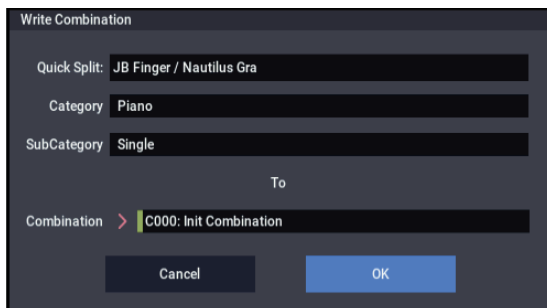 Write Combination
Quick Split: JB Finger / Nautilus Gra
Category Piano
SubCategory Single
To
Combination C000: Init Combination
Cancel OK